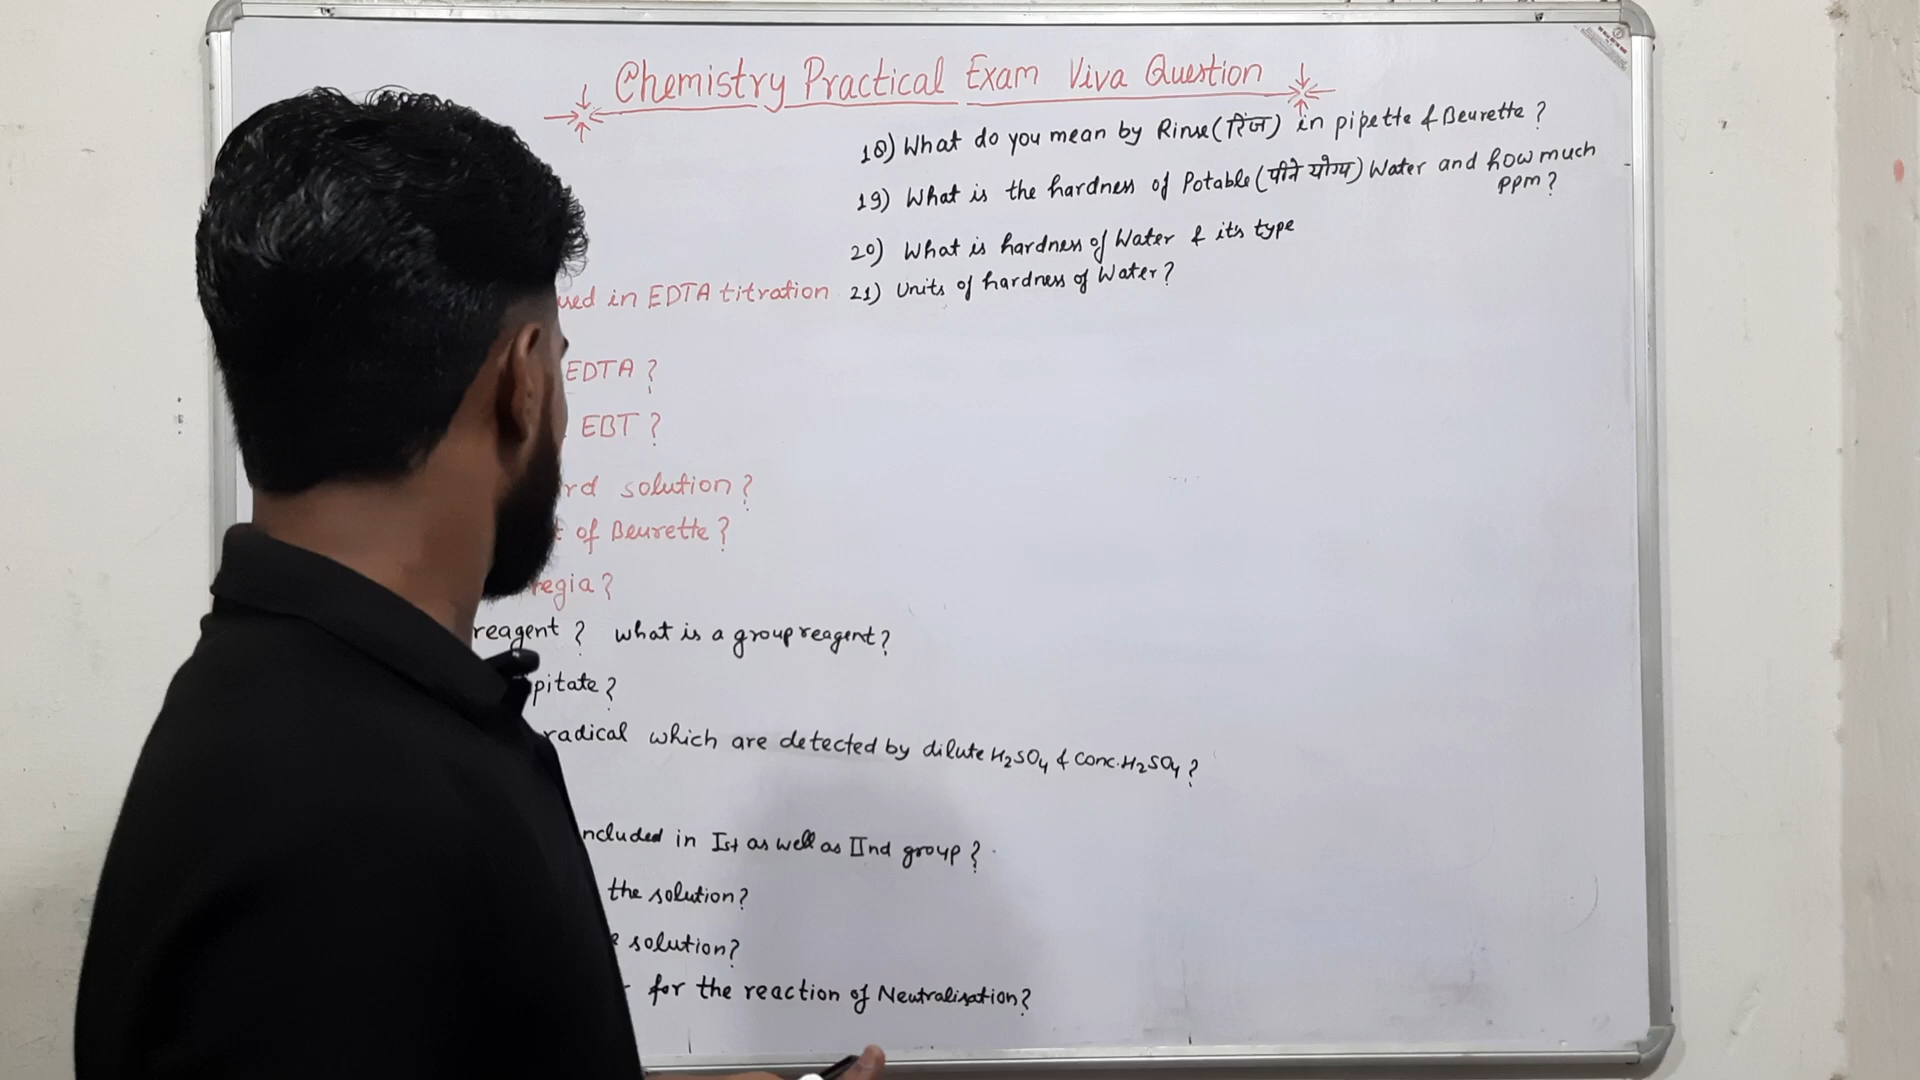 Chemistry Practical Exam Viva Question
used in EDTA titration
EDTA ?
EBT ?
solution ?
of Beurette ?
regia ?
reagent ? what is a group reagent ?
pitate ?
radical which are detected by dilute H₂SO₄ & Conc. H₂SO₄ ?
ncluded in Ist as well as IInd group ?
the solution ?
solution ?
for the reaction of Neutralisation ?
18) What do you mean by Rinse (रिंज) in pipette & Beurette ?
19) What is the hardness of Potable (पीने योग्य) Water and how much
ppm ?
20) What is hardness of Water & its type
21) Units of hardness of Water ?